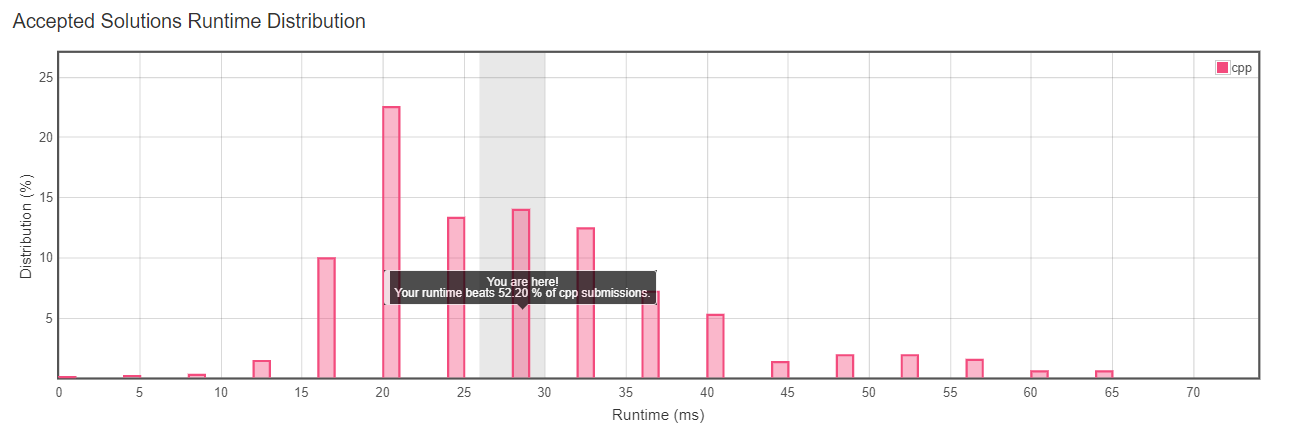 Accepted Solutions Runtime Distribution
cpp
25
20
15
10
5
Distribution (%)
You are here!
Your runtime beats 52.20 % of cpp submissions.
0 5 10 15 20 25 30 35 40 45 50 55 60 65 70
Runtime (ms)